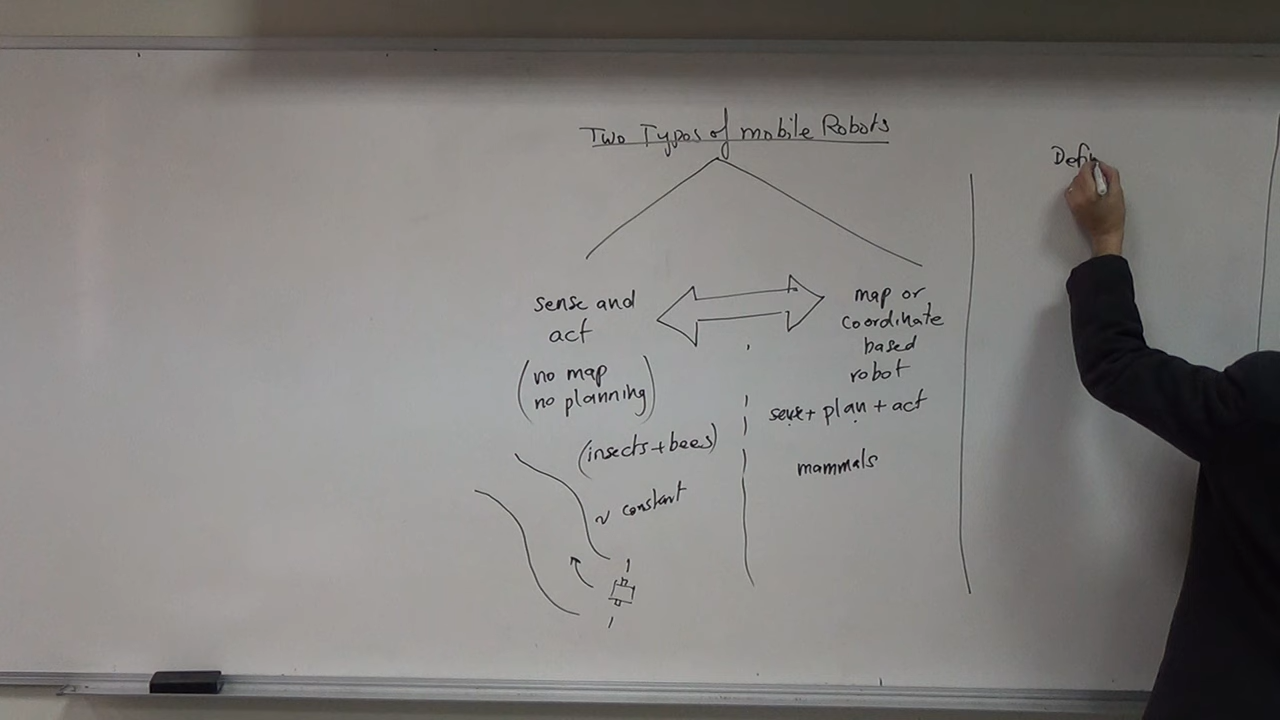 Two Types of mobile Robots
sense and
act
(no map
no planning)
(insects+bees)
v constant
map or
coordinate
based
robot
sense + plan + act
mammals
Defin